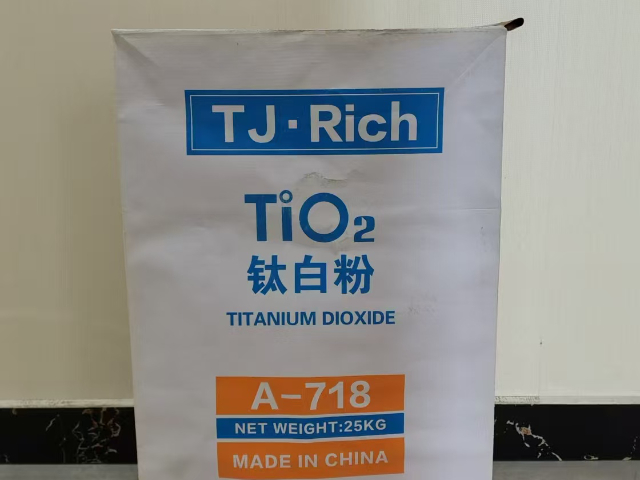 TJ·Rich
TiO₂
钛白粉
TITANIUM DIOXIDE
A-718
NET WEIGHT:25KG
MADE IN CHINA